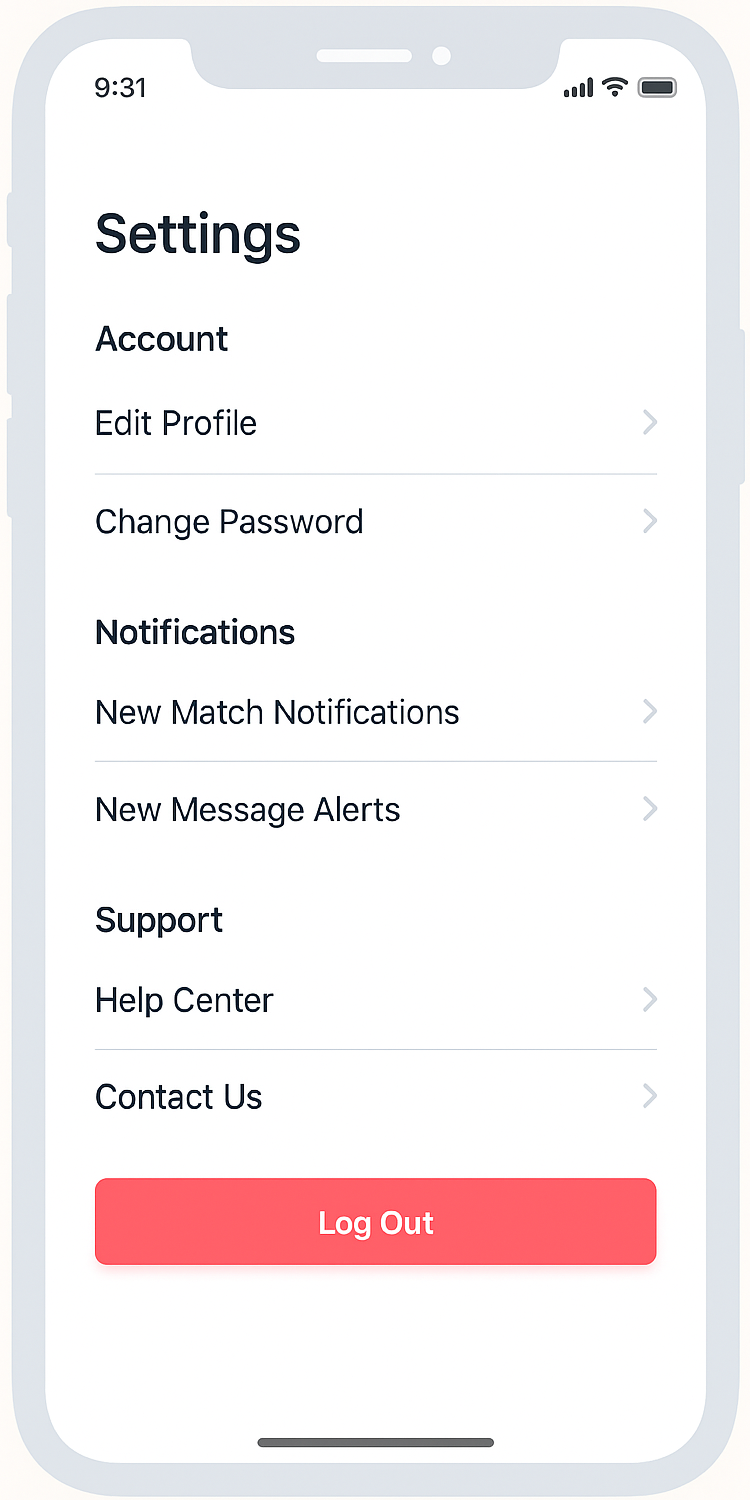 9:31
Settings
Account
Edit Profile
Change Password
Notifications
New Match Notifications
New Message Alerts
Support
Help Center
Contact Us
Log Out